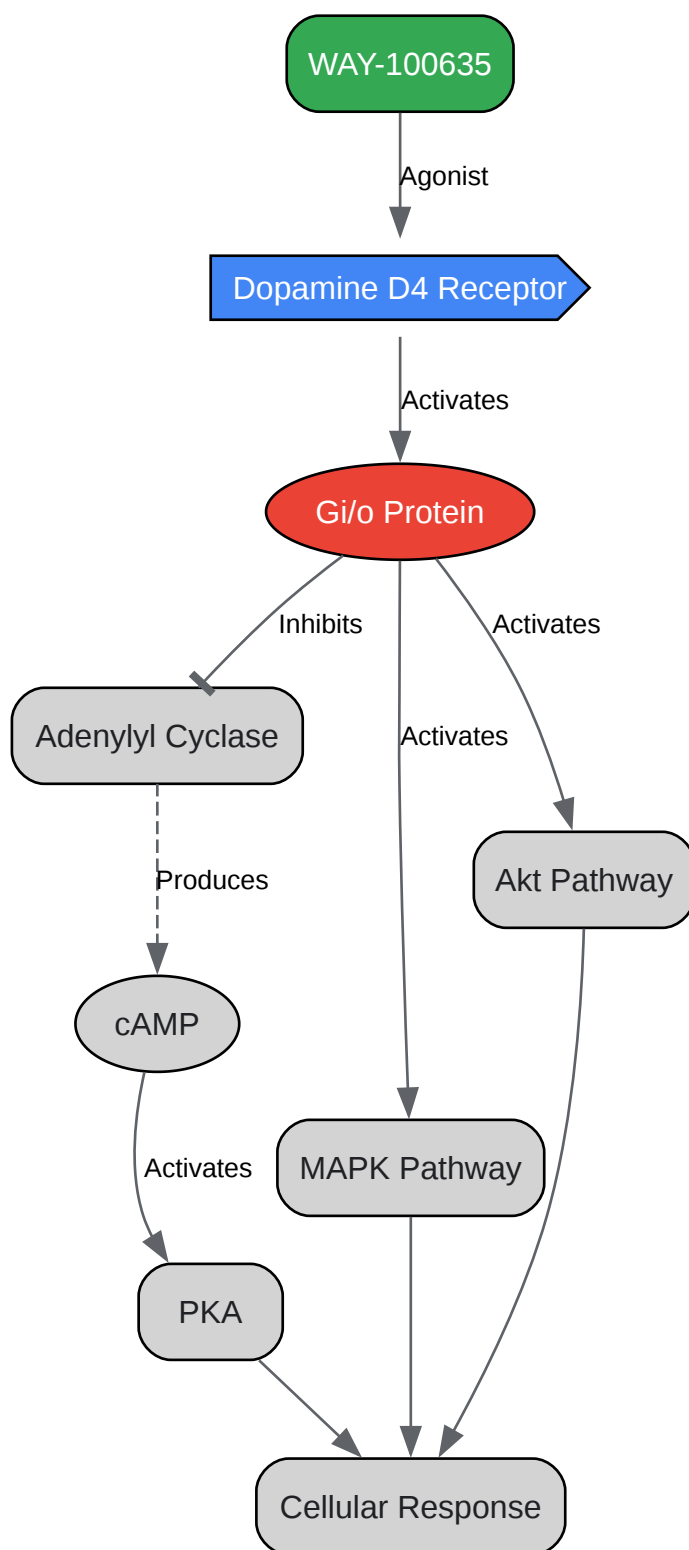 WAY-100635
Agonist
Dopamine D4 Receptor
Activates
Gi/o Protein
Inhibits
Activates
Adenylyl Cyclase
Activates
Akt Pathway
Produces
cAMP
Activates
MAPK Pathway
PKA
Cellular Response